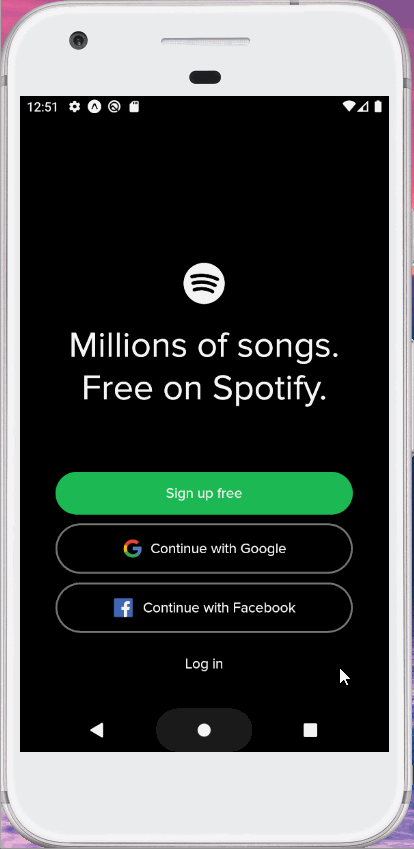 12:51
Millions of songs.
Free on Spotify.
Sign up free
Continue with Google
Continue with Facebook
Log in